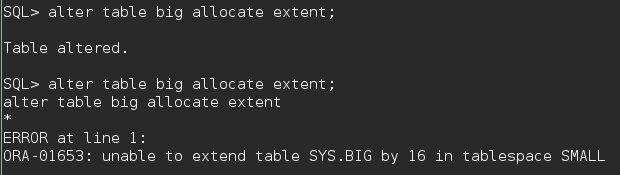 SQL> alter table big allocate extent;
Table altered.
SQL> alter table big allocate extent;
alter table big allocate extent
*
ERROR at line 1:
ORA-01653: unable to extend table SYS.BIG by 16 in tablespace SMALL